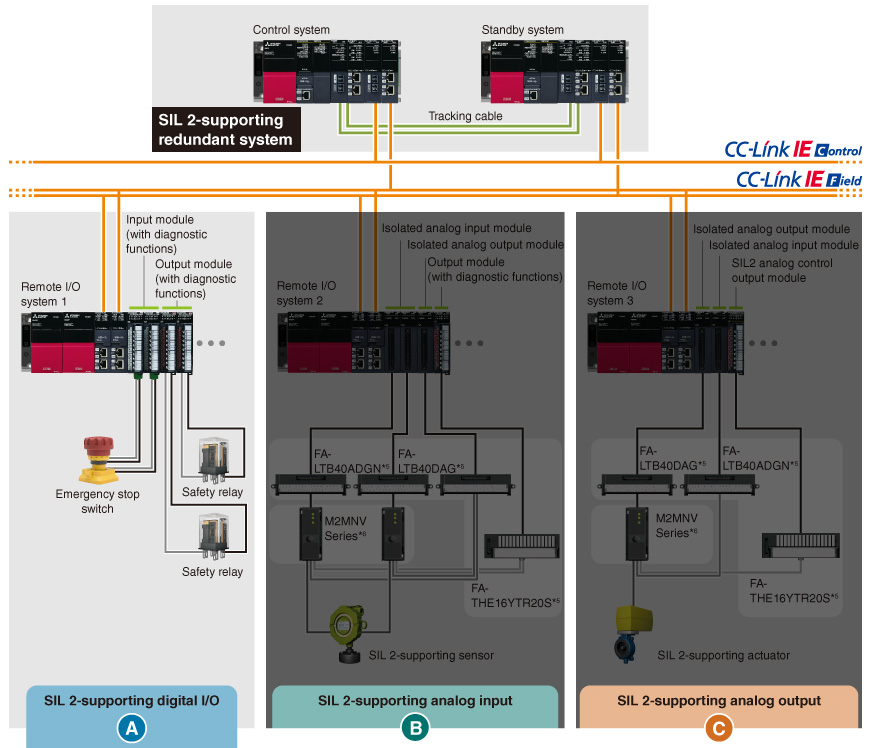 Control system
Standby system
Tracking cable
SIL 2-supporting
redundant system
CC-Link IE Control
CC-Link IE Field
Input module
(with diagnostic
functions)
Output module
(with diagnostic
functions)
Remote I/O
system 1
Emergency stop
switch
Safety relay
Safety relay
SIL 2-supporting digital I/O
A
Isolated analog input module
Isolated analog output module
Output module
(with diagnostic functions)
Remote I/O
system 2
FA-
LTB40ADGN*5
FA-
LTB40DAG*5
M2MNV
Series*6
FA-
THE16YTR20S*5
SIL 2-supporting sensor
SIL 2-supporting analog input
B
Isolated analog output module
Isolated analog input module
SIL2 analog control
output module
Remote I/O
system 3
FA-
LTB40DAG*5
FA-
LTB40ADGN*5
M2MNV
Series*6
FA-
THE16YTR20S*5
SIL 2-supporting actuator
SIL 2-supporting analog output
C